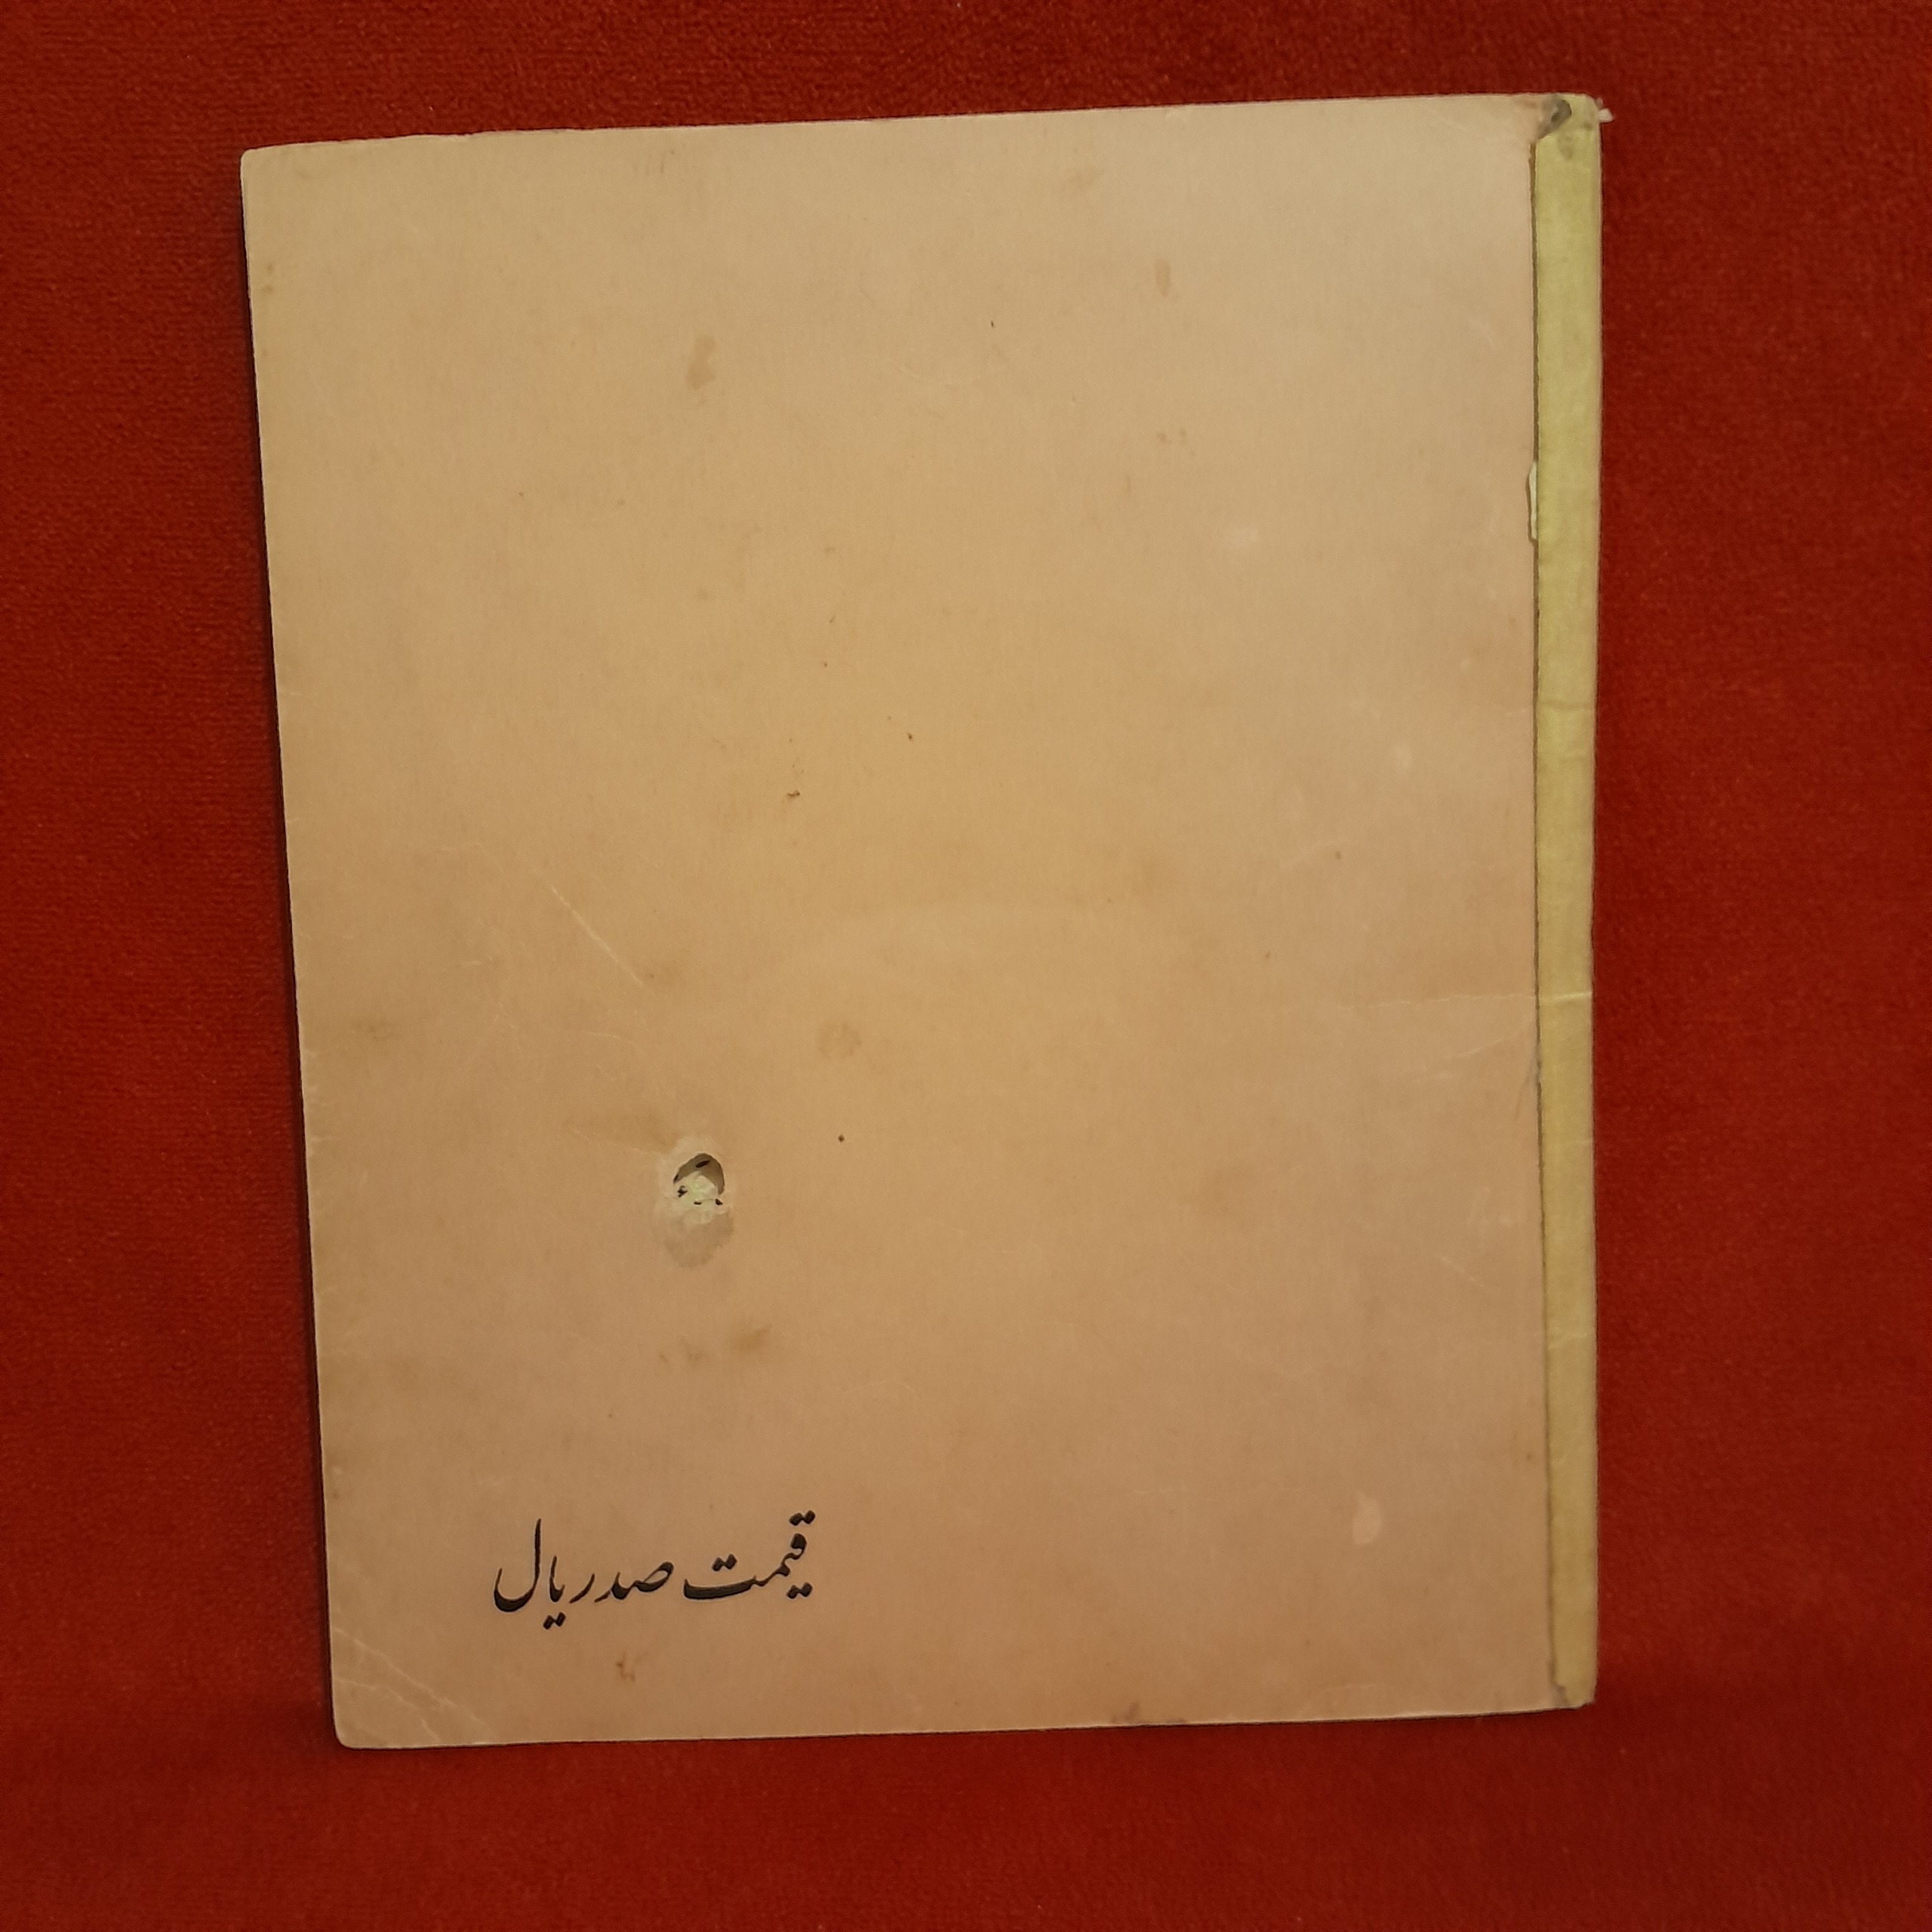 قیمت صد ریال